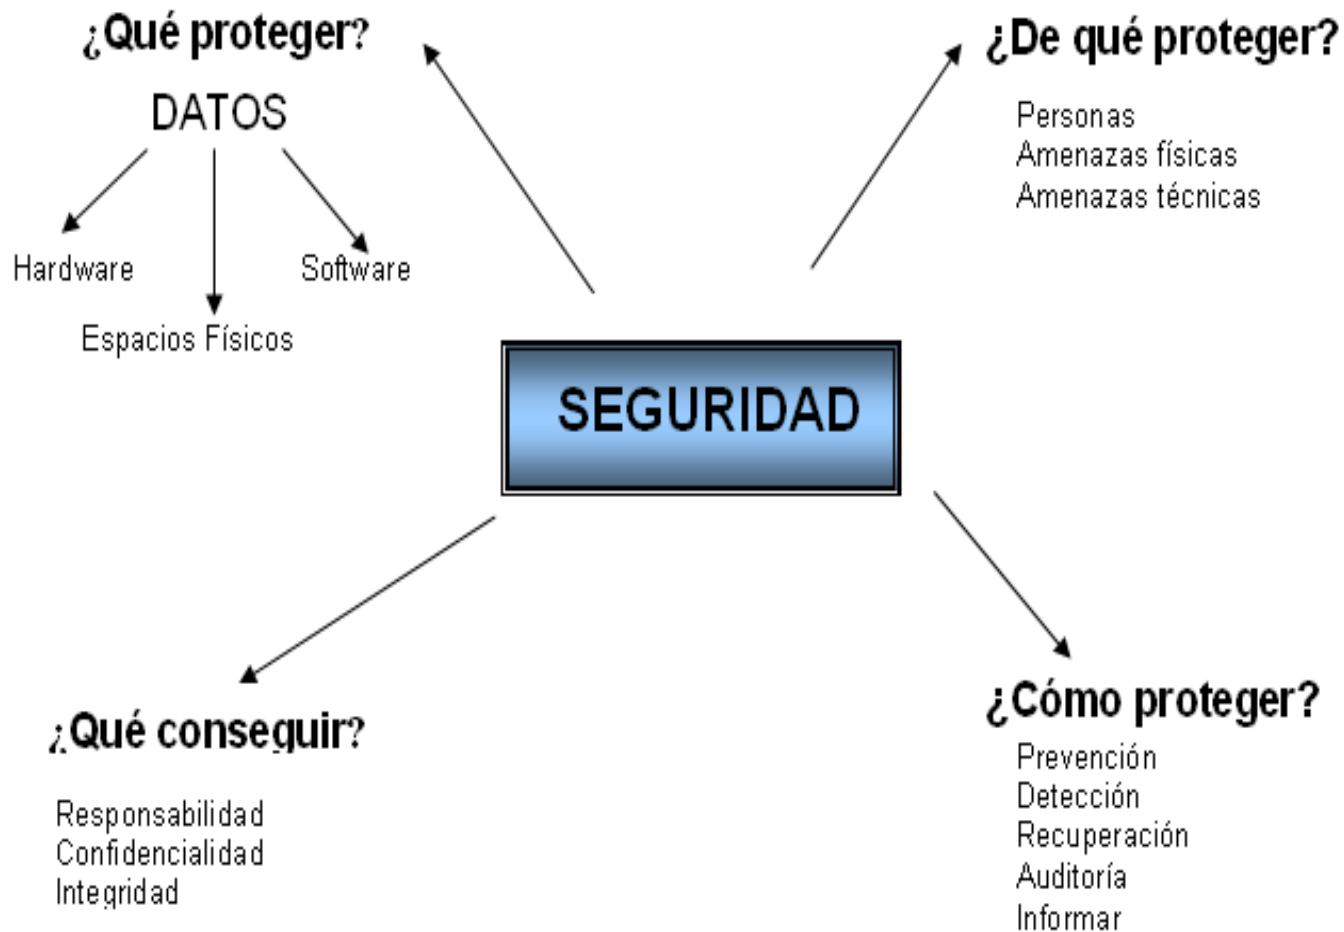 ¿Qué proteger?
DATOS
Hardware
Software
Espacios Físicos
¿De qué proteger?
Personas
Amenazas físicas
Amenazas técnicas
SEGURIDAD
¿Qué conseguir?
Responsabilidad
Confidencialidad
Integridad
¿Cómo proteger?
Prevención
Detección
Recuperación
Auditoría
Informar